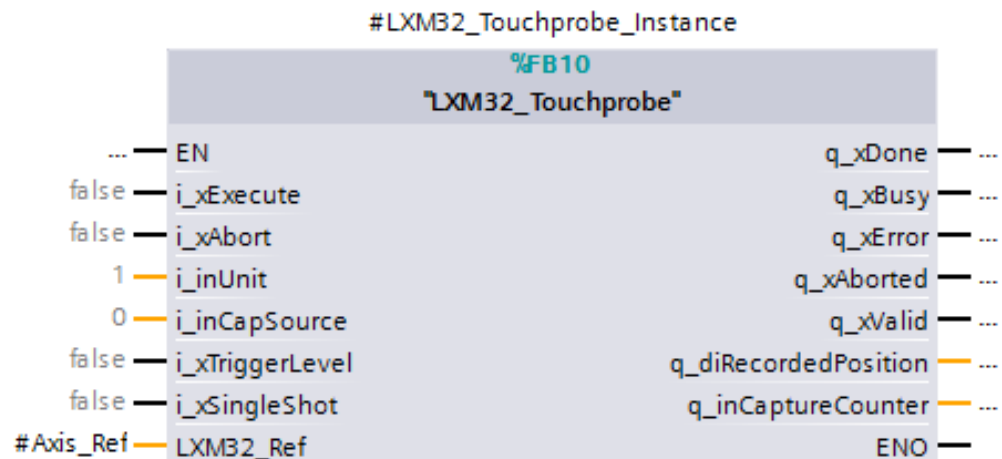 #LXM32_Touchprobe_Instance
%FB10
"LXM32_Touchprobe"
... EN q_xDone ...
false i_xExecute q_xBusy ...
false i_xAbort q_xError ...
1 i_inUnit q_xAborted ...
0 i_inCapSource q_xValid ...
false i_xTriggerLevel q_diRecordedPosition ...
false i_xSingleShot q_inCaptureCounter ...
#Axis_Ref LXM32_Ref ENO